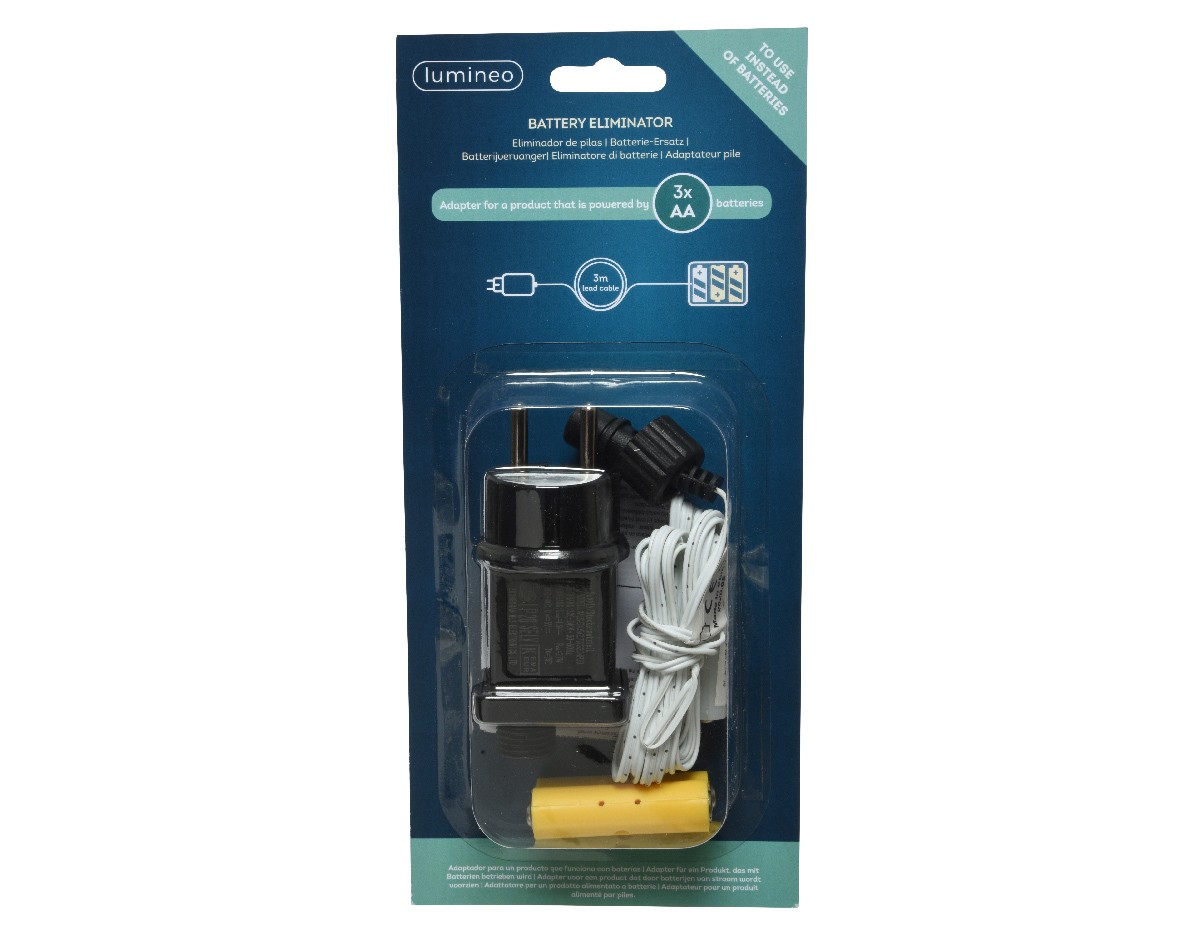 lumineo
TO USE
INSTEAD
OF BATTERIES
BATTERY ELIMINATOR
Eliminador de pilas | Batterie-Ersatz |
Batterijvervanger| Eliminatore di batterie | Adaptateur pile
Adapter for a product that is powered by
3x
AA
batteries
3m
lead cable
Adaptador para un producto que funciona con baterías | Adapter für ein Produkt, das mit
Batterien betrieben wird | Adapter voor een product dat door batterijen van stroom wordt
voorzien | Adattatore per un prodotto alimentato a batterie | Adaptateur pour un produit
alimenté par piles.